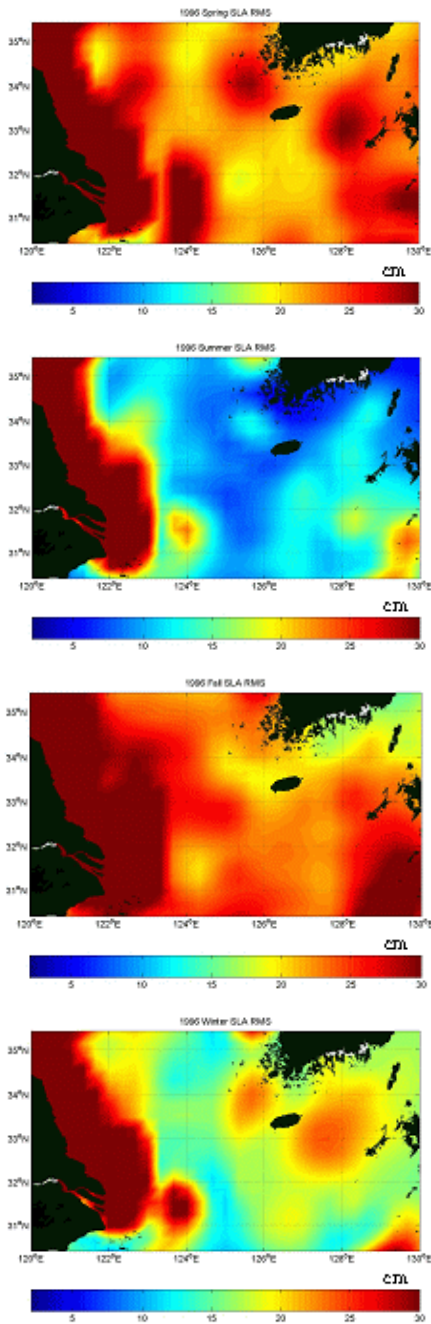 1996 Spring SLA RMS
35°N
34°N
33°N
32°N
31°N
120°E 122°E 124°E 126°E 128°E 130°E
cm
5 10 15 20 25 30
1996 Summer SLA RMS
35°N
34°N
33°N
32°N
31°N
120°E 122°E 124°E 126°E 128°E 130°E
cm
5 10 15 20 25 30
1996 Fall SLA RMS
35°N
34°N
33°N
32°N
31°N
120°E 122°E 124°E 126°E 128°E 130°E
cm
5 10 15 20 25 30
1996 Winter SLA RMS
35°N
34°N
33°N
32°N
31°N
120°E 122°E 124°E 126°E 128°E 130°E
cm
5 10 15 20 25 30